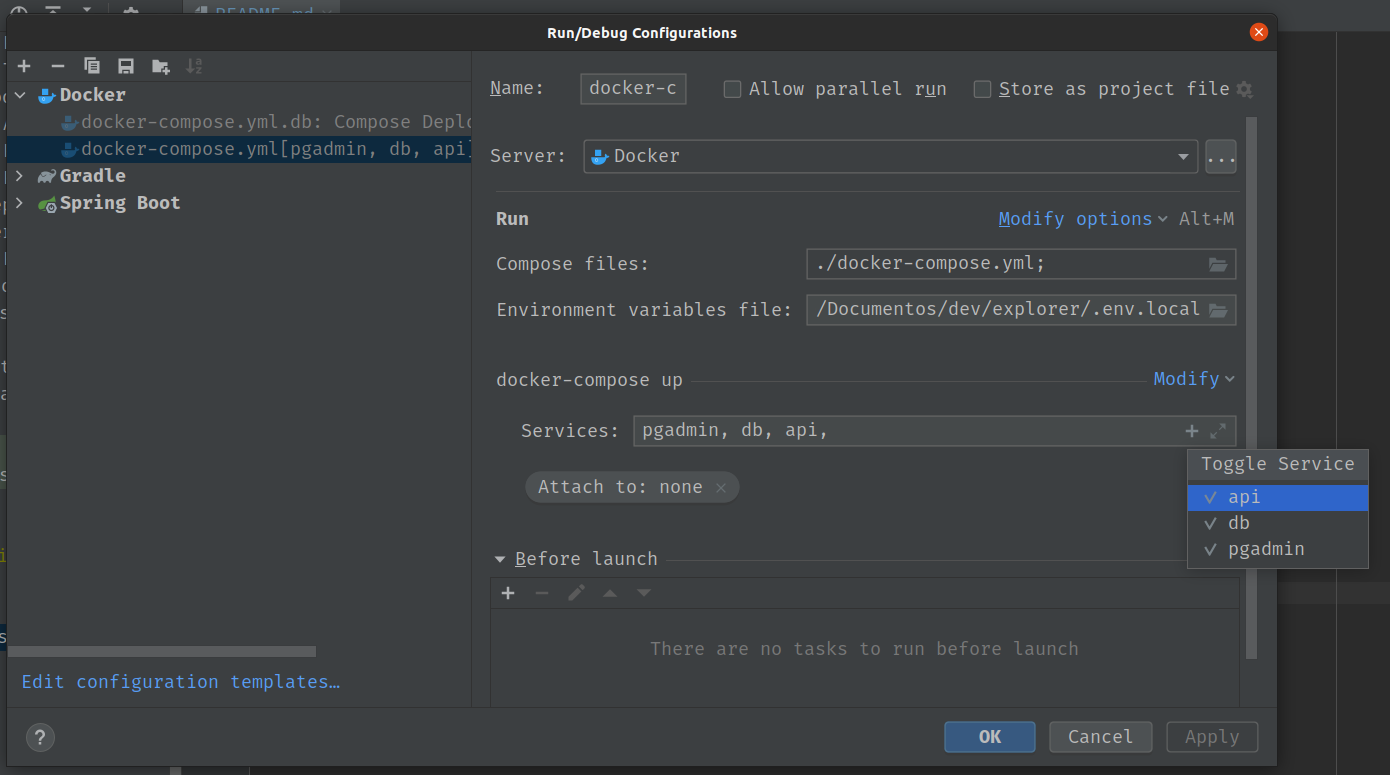 README.md
Run/Debug Configurations
Docker
docker-compose.yml.db: Compose Deplo
docker-compose.yml[pgadmin, db, api]
Gradle
Spring Boot
Edit configuration templates…
Name: docker-c Allow parallel run Store as project file
Server: Docker ...
Run Modify options Alt+M
Compose files: ./docker-compose.yml;
Environment variables file: /Documentos/dev/explorer/.env.local
docker-compose up Modify
Services: pgadmin, db, api,
Toggle Service
api
db
pgadmin
Attach to: none
Before launch
There are no tasks to run before launch
? OK Cancel Apply